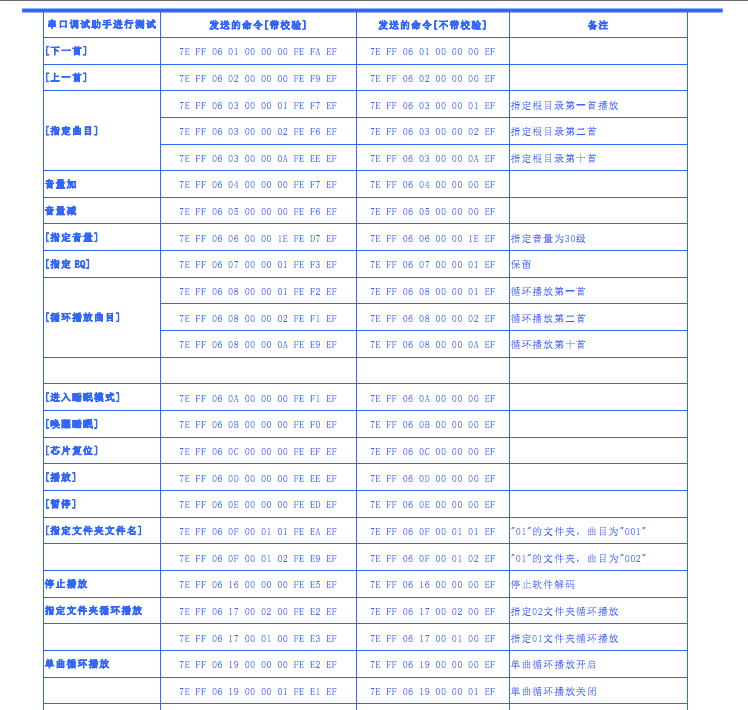 串口调试助手进行测试 发送的命令[带校验] 发送的命令[不带校验] 备注
[下一首] 7E FF 06 01 00 00 00 FE FA EF 7E FF 06 01 00 00 00 EF
[上一首] 7E FF 06 02 00 00 00 FE F9 EF 7E FF 06 02 00 00 00 EF
[指定曲目] 7E FF 06 03 00 00 01 FE F7 EF 7E FF 06 03 00 00 01 EF 指定根目录第一首播放
7E FF 06 03 00 00 02 FE F6 EF 7E FF 06 03 00 00 02 EF 指定根目录第二首
7E FF 06 03 00 00 0A FE EE EF 7E FF 06 03 00 00 0A EF 指定根目录第十首
音量加 7E FF 06 04 00 00 00 FE F7 EF 7E FF 06 04 00 00 00 EF
音量减 7E FF 06 05 00 00 00 FE F6 EF 7E FF 06 05 00 00 00 EF
[指定音量] 7E FF 06 06 00 00 1E FE D7 EF 7E FF 06 06 00 00 1E EF 指定音量为30级
[指定 EQ] 7E FF 06 07 00 00 01 FE F3 EF 7E FF 06 07 00 00 01 EF 保留
[循环播放曲目] 7E FF 06 08 00 00 01 FE F2 EF 7E FF 06 08 00 00 01 EF 循环播放第一首
7E FF 06 08 00 00 02 FE F1 EF 7E FF 06 08 00 00 02 EF 循环播放第二首
7E FF 06 08 00 00 0A FE E9 EF 7E FF 06 08 00 00 0A EF 循环播放第十首
[进入睡眠模式] 7E FF 06 0A 00 00 00 FE F1 EF 7E FF 06 0A 00 00 00 EF
[唤醒睡眠] 7E FF 06 0B 00 00 00 FE F0 EF 7E FF 06 0B 00 00 00 EF
[芯片复位] 7E FF 06 0C 00 00 00 FE EF EF 7E FF 06 0C 00 00 00 EF
[播放] 7E FF 06 0D 00 00 00 FE EE EF 7E FF 06 0D 00 00 00 EF
[暂停] 7E FF 06 0E 00 00 00 FE ED EF 7E FF 06 0E 00 00 00 EF
[指定文件夹文件名] 7E FF 06 0F 00 01 01 FE EA EF 7E FF 06 0F 00 01 01 EF "01"的文件夹，曲目为"001"
7E FF 06 0F 00 01 02 FE E9 EF 7E FF 06 0F 00 01 02 EF "01"的文件夹，曲目为"002"
停止播放 7E FF 06 16 00 00 00 FE E5 EF 7E FF 06 16 00 00 00 EF 停止软件解码
指定文件夹循环播放 7E FF 06 17 00 02 00 FE E2 EF 7E FF 06 17 00 02 00 EF 指定02文件夹循环播放
7E FF 06 17 00 01 00 FE E3 EF 7E FF 06 17 00 01 00 EF 指定01文件夹循环播放
单曲循环播放 7E FF 06 19 00 00 00 FE E2 EF 7E FF 06 19 00 00 00 EF 单曲循环播放开启
7E FF 06 19 00 00 01 FE E1 EF 7E FF 06 19 00 00 01 EF 单曲循环播放关闭